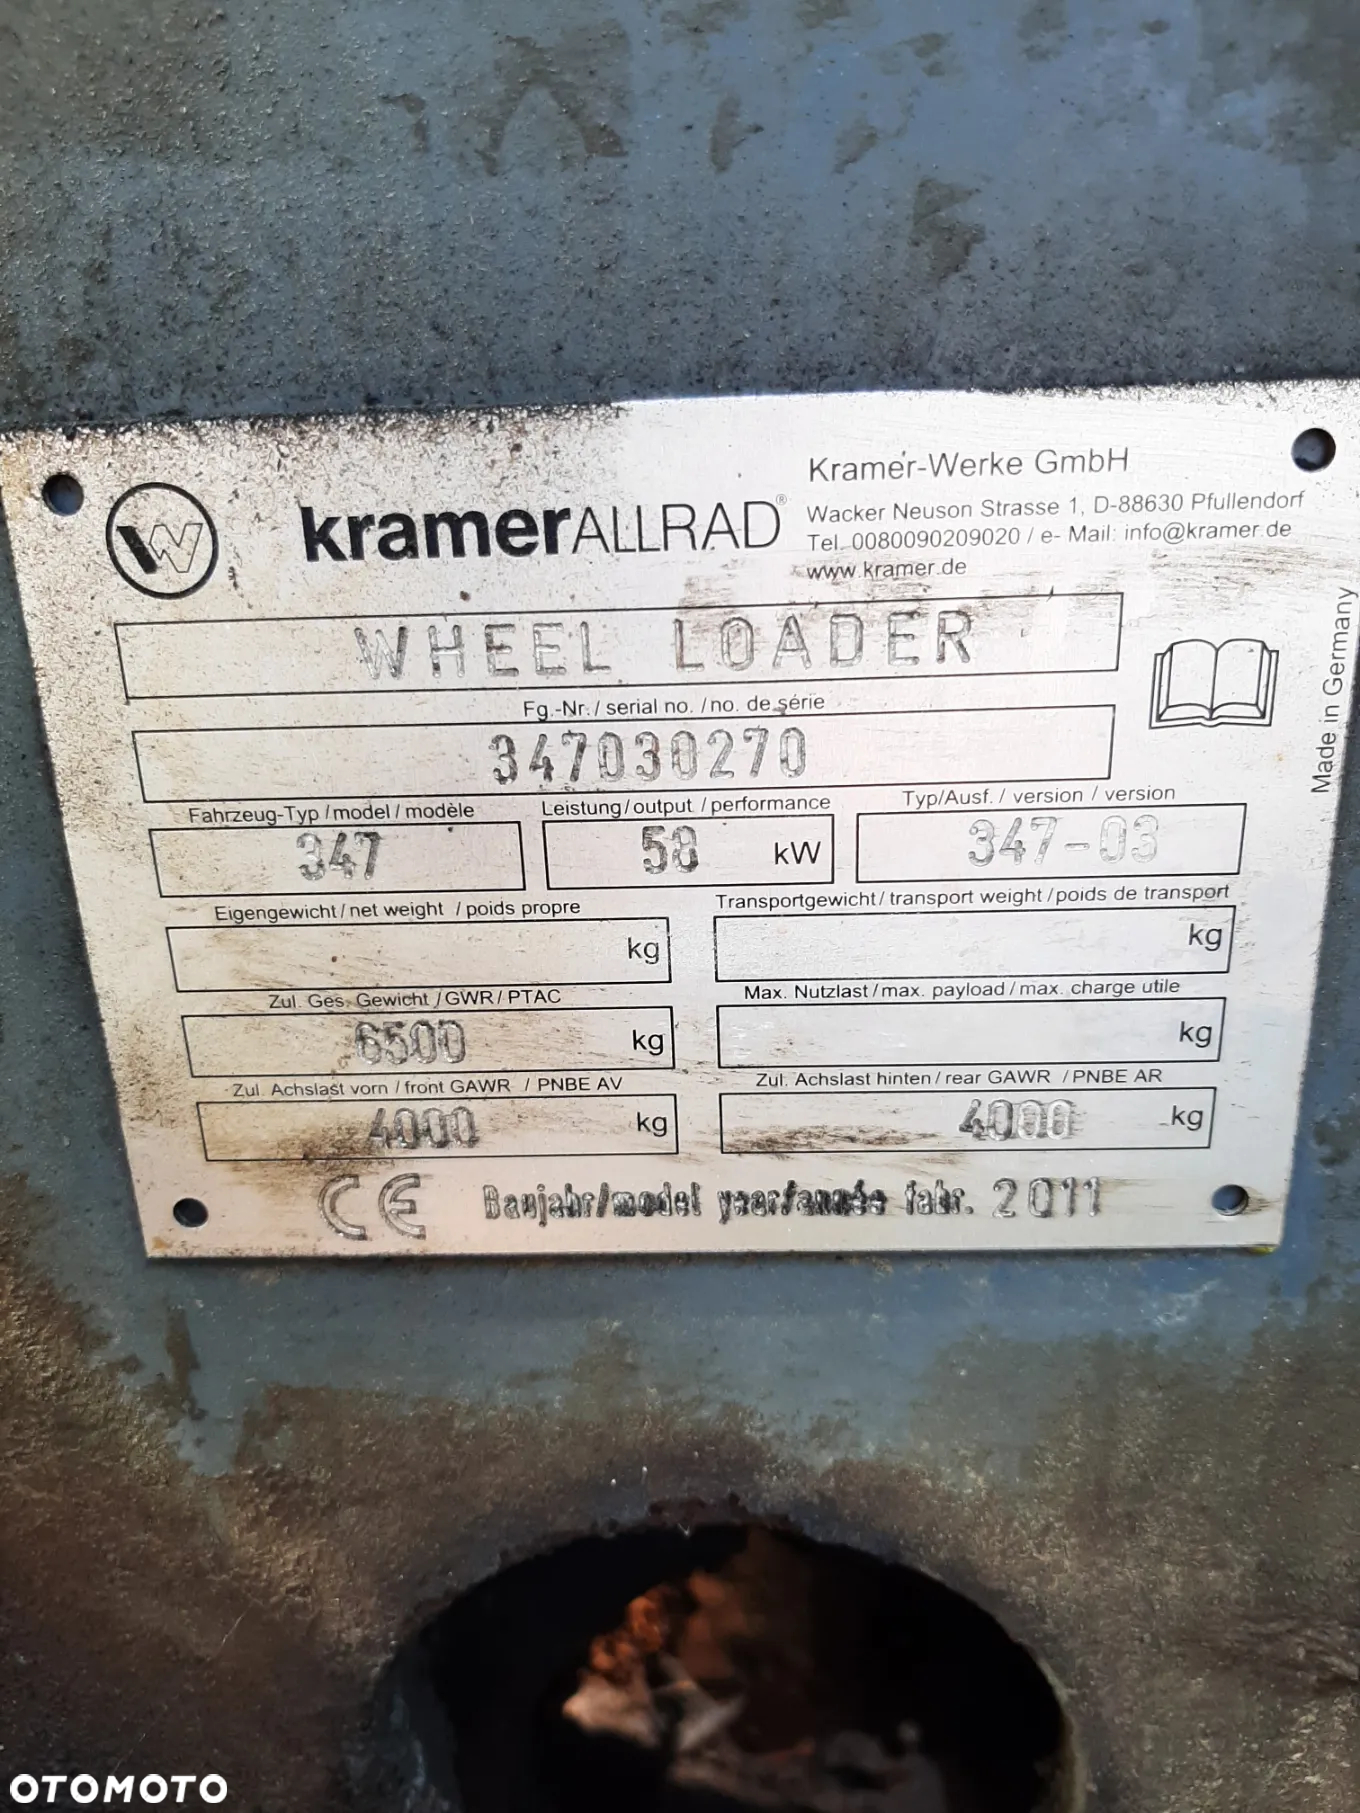 kramerALLRAD®
Kramer-Werke GmbH
Wacker Neuson Strasse 1, D-88630 Pfullendorf
Tel. 0080090209020 / e- Mail: info@kramer.de
www.kramer.de
WHEEL LOADER
Fg.-Nr. / serial no. / no. de série
347030270
Made in Germany
Fahrzeug-Typ / model / modèle
347
Leistung / output / performance
58 kW
Typ/Ausf. / version / version
347-03
Eigengewicht / net weight / poids propre
kg
Transportgewicht / transport weight / poids de transport
kg
Zul. Ges. Gewicht / GWR / PTAC
6500 kg
Max. Nutzlast / max. payload / max. charge utile
kg
Zul. Achslast vorn / front GAWR / PNBE AV
4000 kg
Zul. Achslast hinten / rear GAWR / PNBE AR
4000 kg
CE Baujahr/model year/année fabr. 2011
OTOMOTO